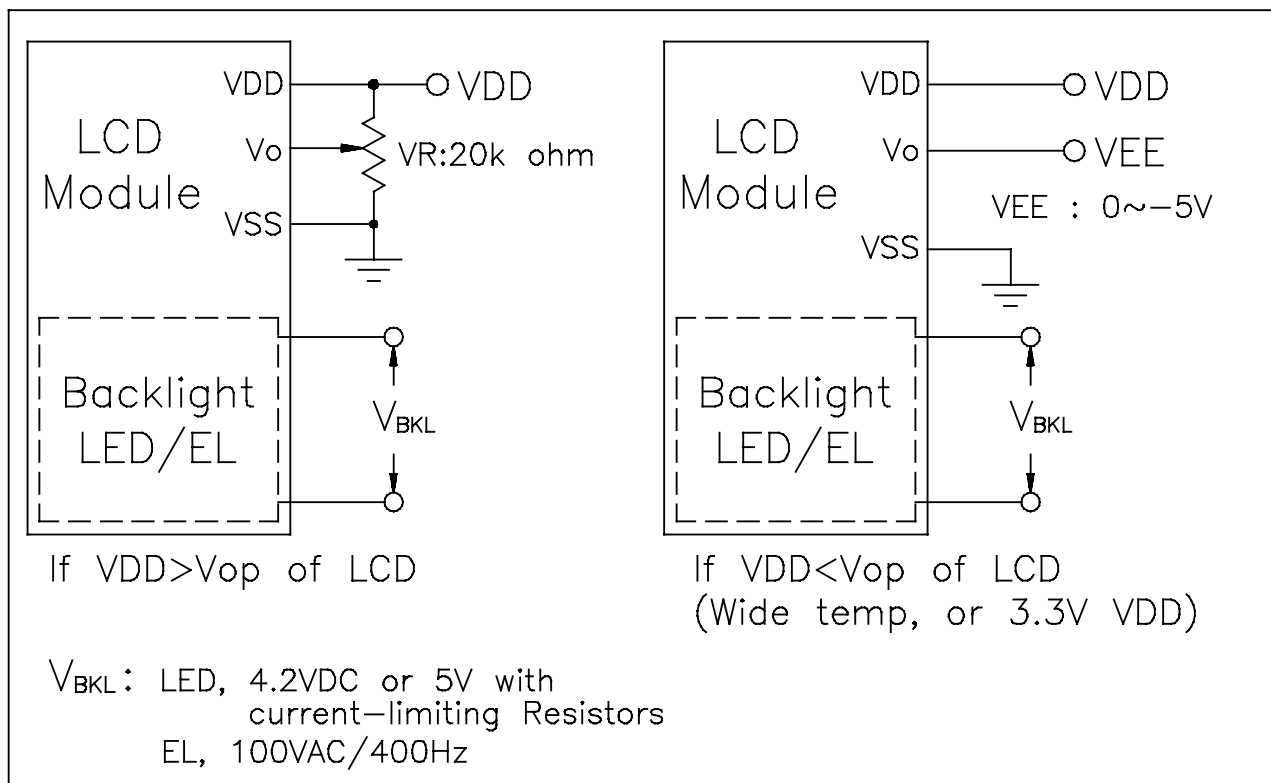 VDD
VDD
LCD
Module
Vo
VR:20k ohm
VSS
Backlight
LED/EL
VBKL
If VDD>Vop of LCD
VDD
VDD
LCD
Module
Vo
VEE
VEE : 0~-5V
VSS
Backlight
LED/EL
VBKL
If VDD<Vop of LCD
(Wide temp, or 3.3V VDD)
VBKL: LED, 4.2VDC or 5V with
current-limiting Resistors
EL, 100VAC/400Hz